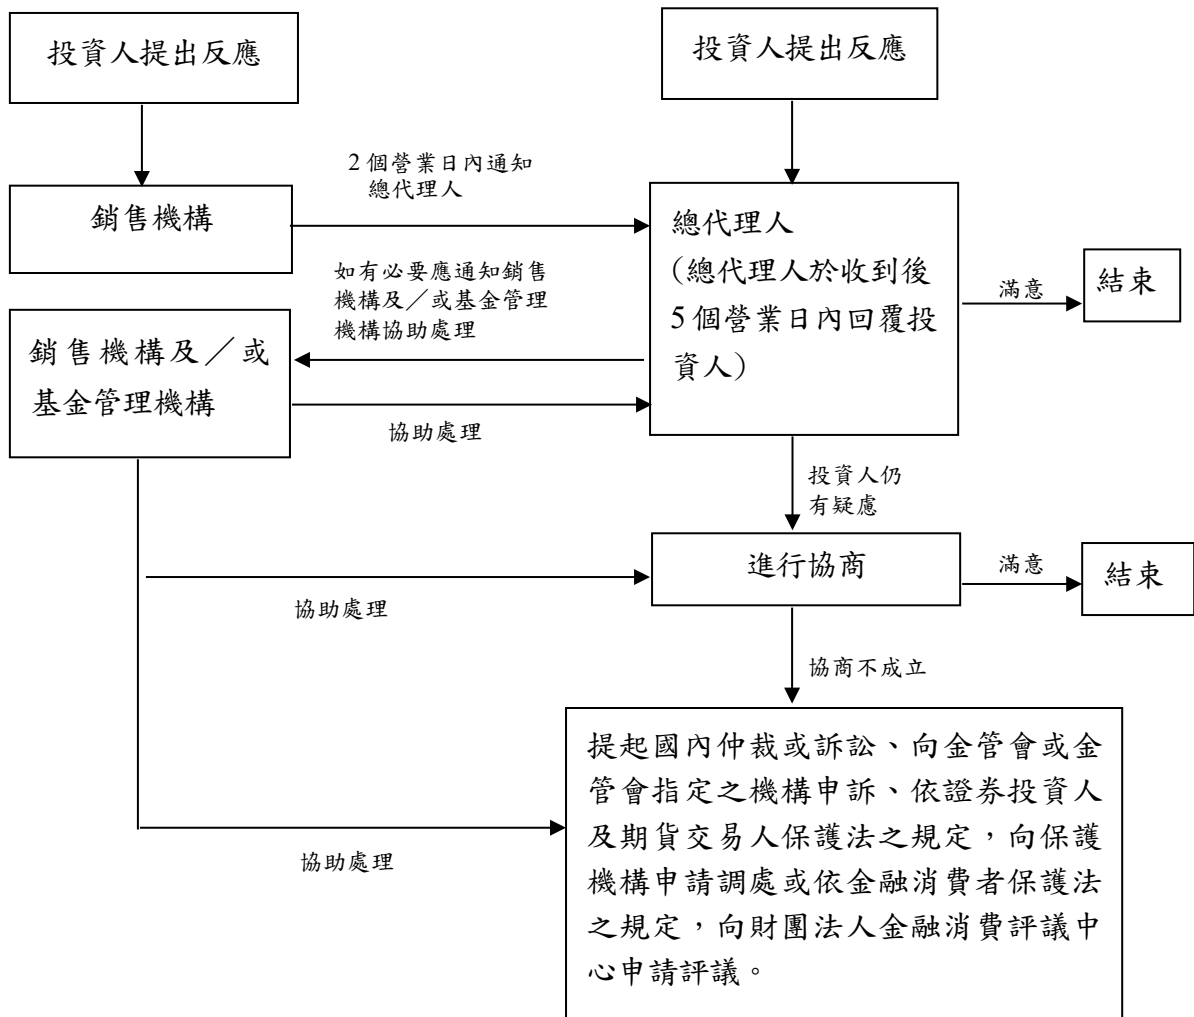 投資人提出反應
投資人提出反應
2個營業日內通知
總代理人
銷售機構
總代理人
(總代理人於收到後
5個營業日內回覆投
資人)
滿意
結束
如有必要應通知銷售
機構及／或基金管理
機構協助處理
銷售機構及／或
基金管理機構
協助處理
投資人仍
有疑慮
進行協商
滿意
結束
協助處理
協商不成立
提起國內仲裁或訴訟、向金管會或金
管會指定之機構申訴、依證券投資人
及期貨交易人保護法之規定，向保護
機構申請調處或依金融消費者保護法
之規定，向財團法人金融消費評議中
心申請評議。
協助處理